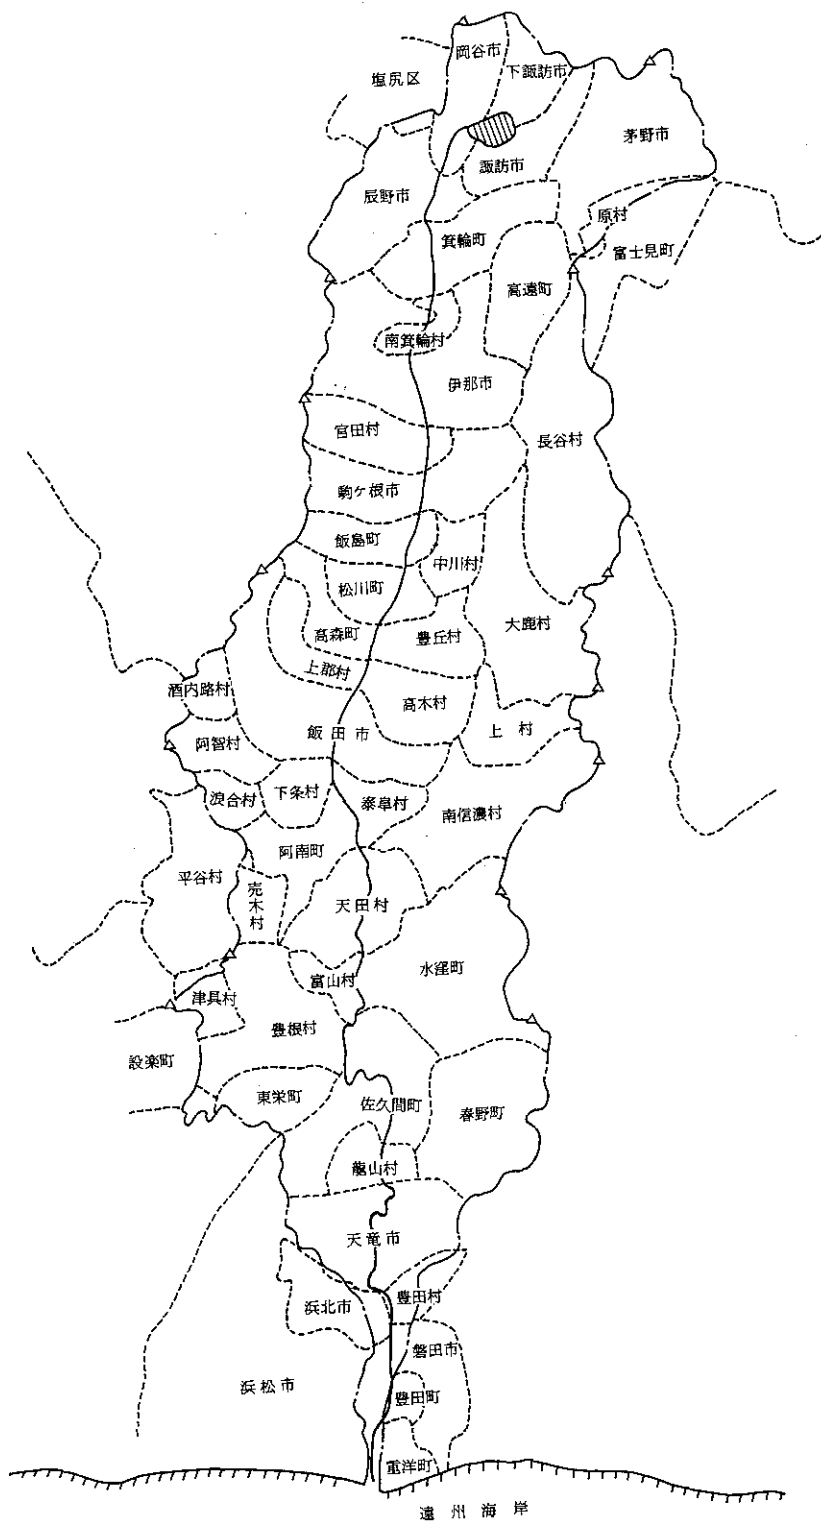 岡谷市
下諏訪市
塩尻区
茅野市
諏訪市
辰野市
原村
箕輪町
富士見町
高遠町
南箕輪村
伊那市
宮田村
長谷村
駒ケ根市
飯島町
中川村
松川町
高森町
豊丘村
大鹿村
上郡村
酒内路村
高木村
飯田市
上村
阿智村
浪合村
下条村
泰阜村
南信濃村
阿南町
平谷村
売木村
天田村
富山村
水窪町
津具村
豊根村
設楽町
東栄町
佐久間町
春野町
龍山村
天竜市
豊田村
浜北市
磐田市
浜松市
豊田町
重洋町
遠州海岸